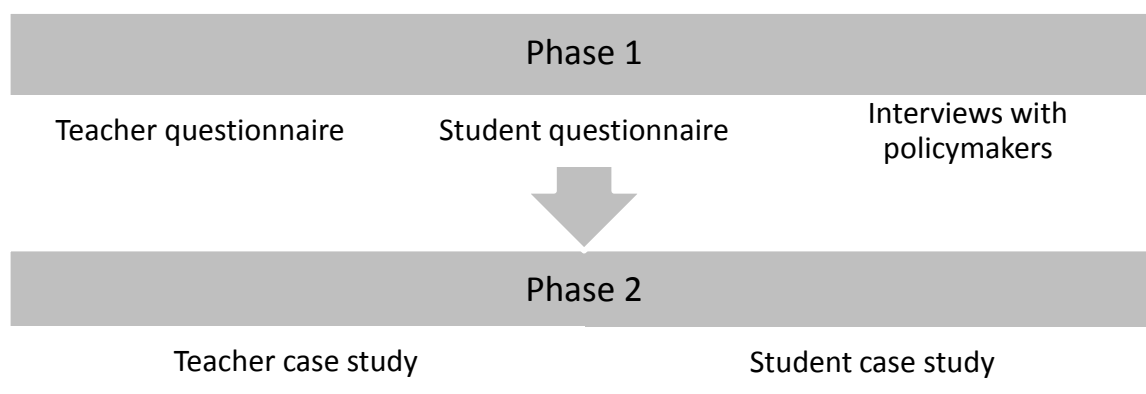 Phase 1
Teacher questionnaire
Student questionnaire
Interviews with
policymakers
Phase 2
Teacher case study
Student case study